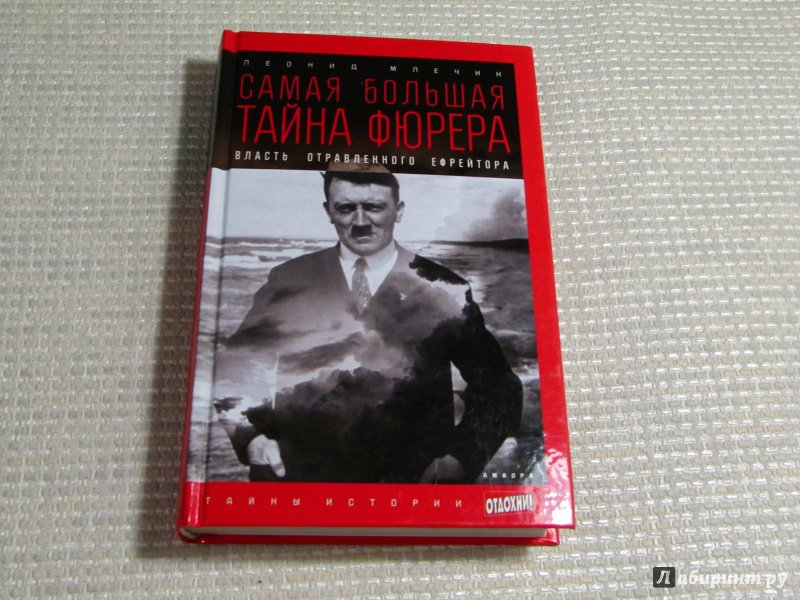 ЛЕОНИД МЛЕЧИН
САМАЯ БОЛЬШАЯ
ТАЙНА ФЮРЕРА
ВЛАСТЬ ОТРАВЛЕННОГО ЕФРЕЙТОРА
АМФОРА
ТАЙНЫ ИСТОРИИ
ОТДОХНИ!
Лабиринт.ру